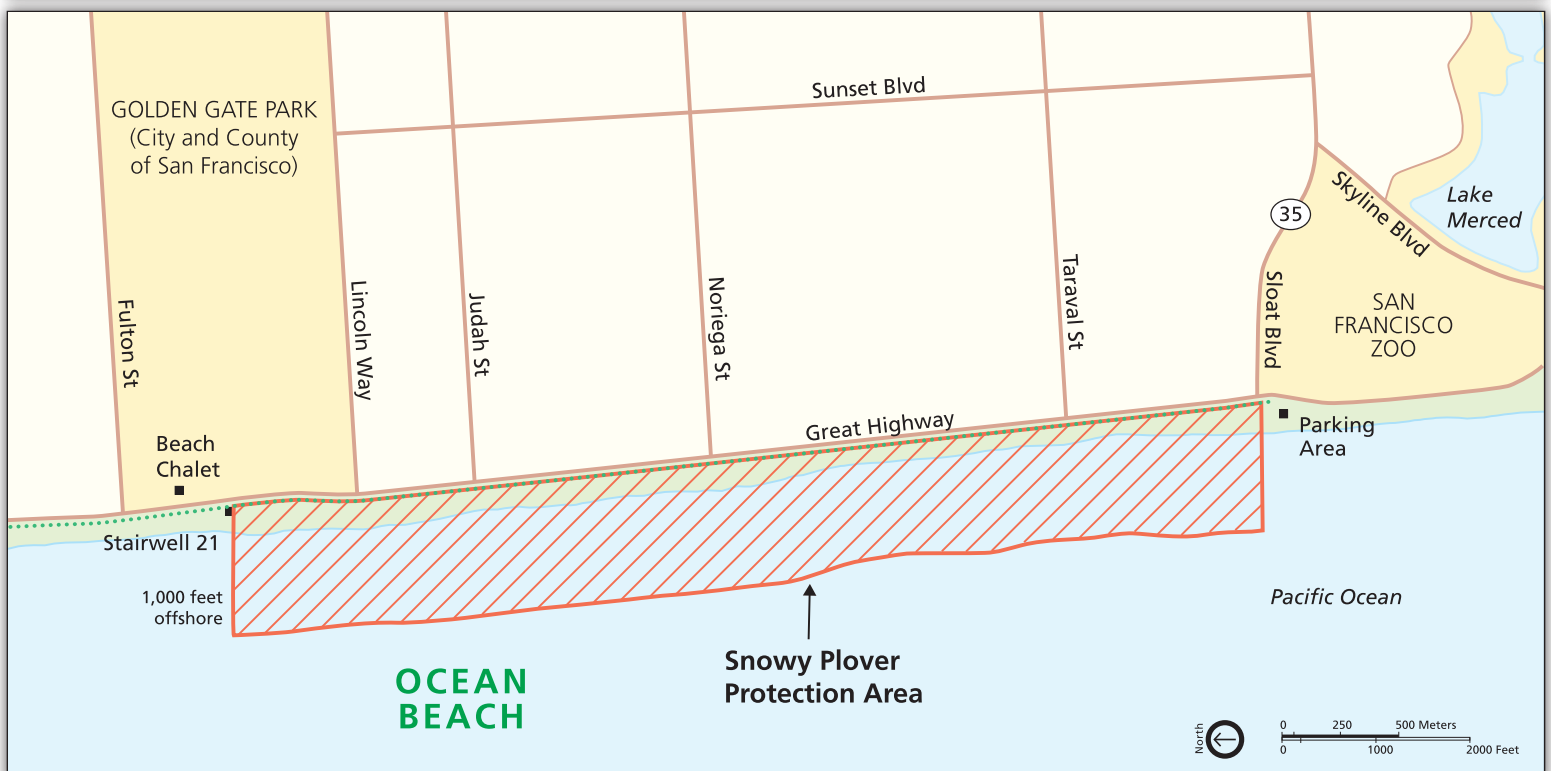 GOLDEN GATE PARK
(City and County
of San Francisco)
Sunset Blvd
Skyline Blvd
Lake
Merced
35
Fulton St
Lincoln Way
Judah St
Noriega St
Taraval St
Sloat Blvd
SAN
FRANCISCO
ZOO
Great Highway
Parking
Area
Beach
Chalet
Stairwell 21
1,000 feet
offshore
Pacific Ocean
Snowy Plover
Protection Area
OCEAN
BEACH
North
0 250 500 Meters
0 1000 2000 Feet